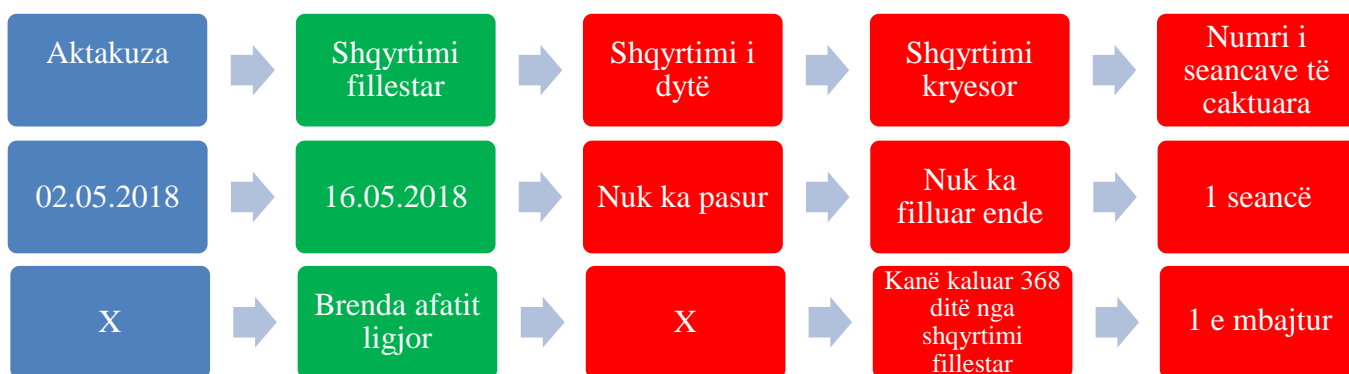 Aktakuza
Shqyrtimi
fillestar
Shqyrtimi i
dytë
Shqyrtimi
kryesor
Numri i
seancave të
caktuara
02.05.2018
16.05.2018
Nuk ka pasur
Nuk ka
filluar ende
1 seancë
X
Brenda afatit
ligjor
X
Kanë kaluar 368
ditë nga
shqyrtimi
fillestar
1 e mbajtur